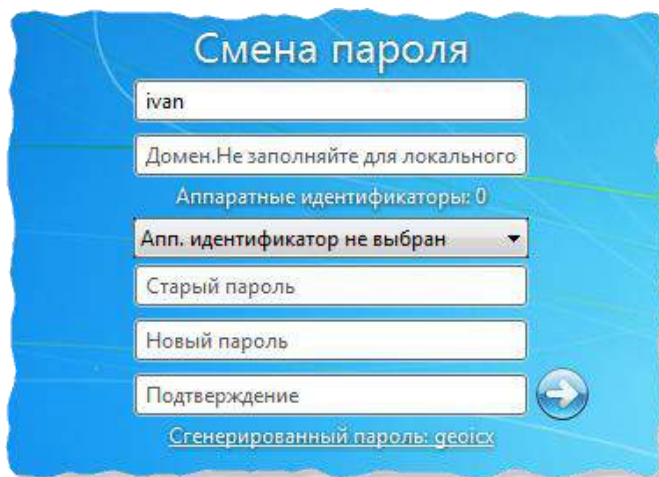 Смена пароля
ivan
Домен.Не заполняйте для локального
Аппаратные идентификаторы: 0
Апп. идентификатор не выбран
Старый пароль
Новый пароль
Подтверждение
Сгенерированный пароль: geoicx